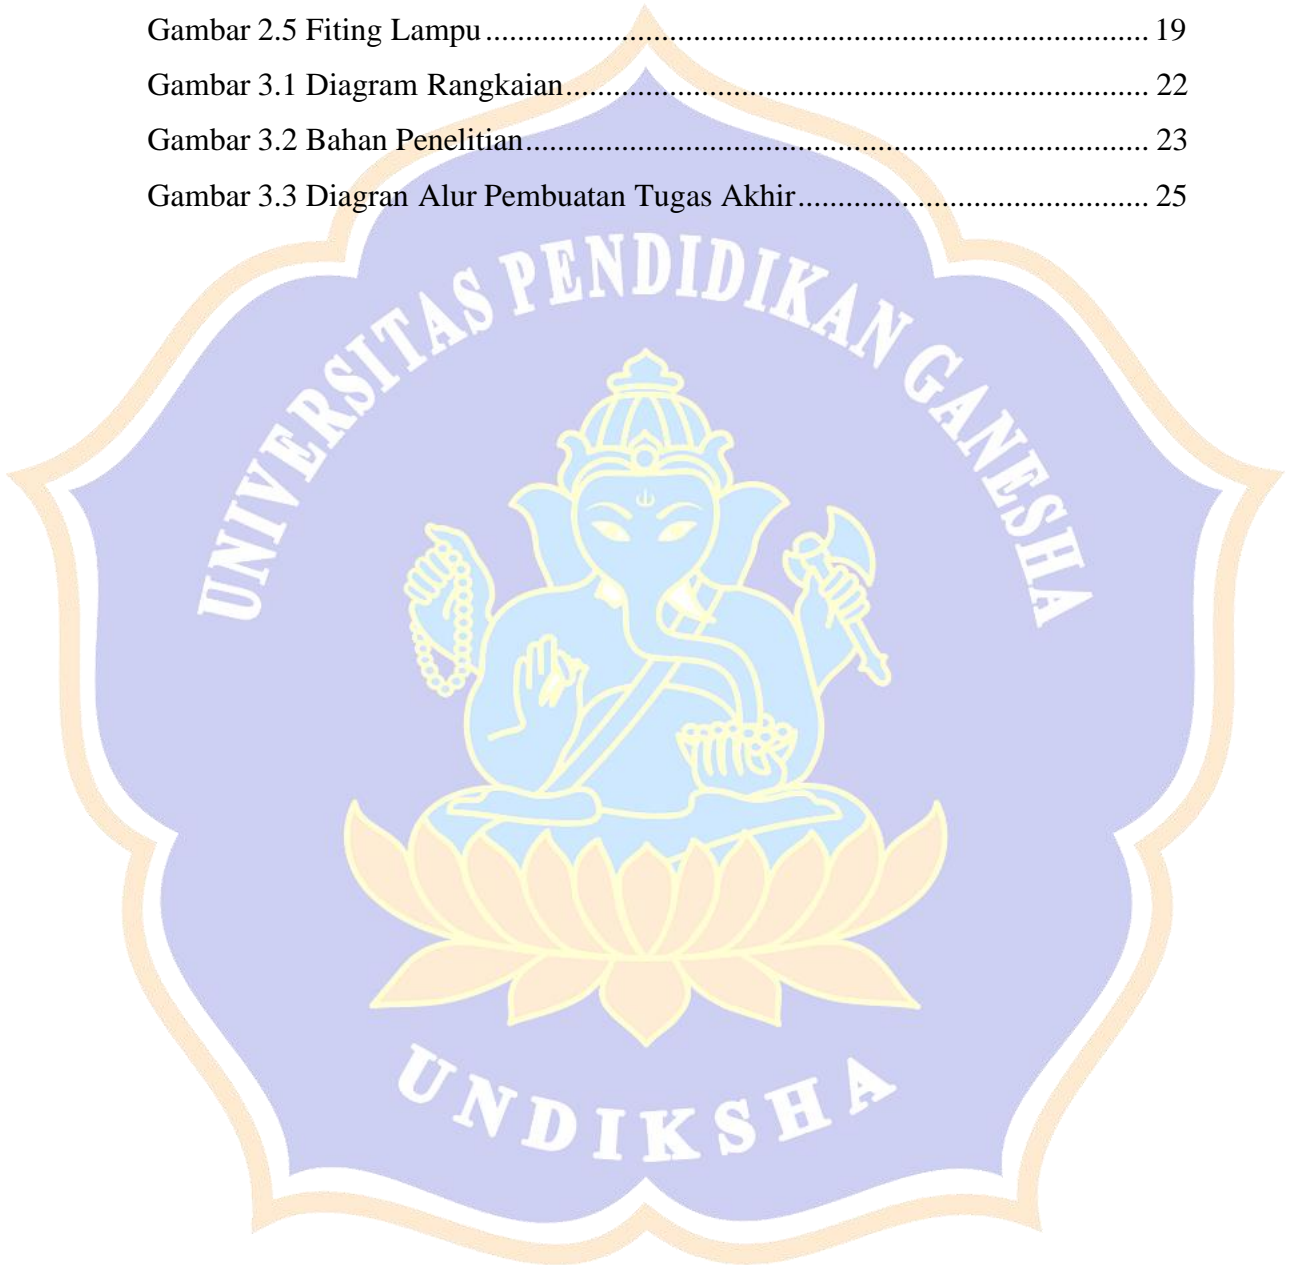 Gambar 2.5 Fiting Lampu.................................................................................. 19
Gambar 3.1 Diagram Rangkaian........................................................................ 22
Gambar 3.2 Bahan Penelitian............................................................................. 23
Gambar 3.3 Diagran Alur Pembuatan Tugas Akhir........................................... 25
UNIVERSITAS PENDIDIKAN GANESHA
UNDIKSHA